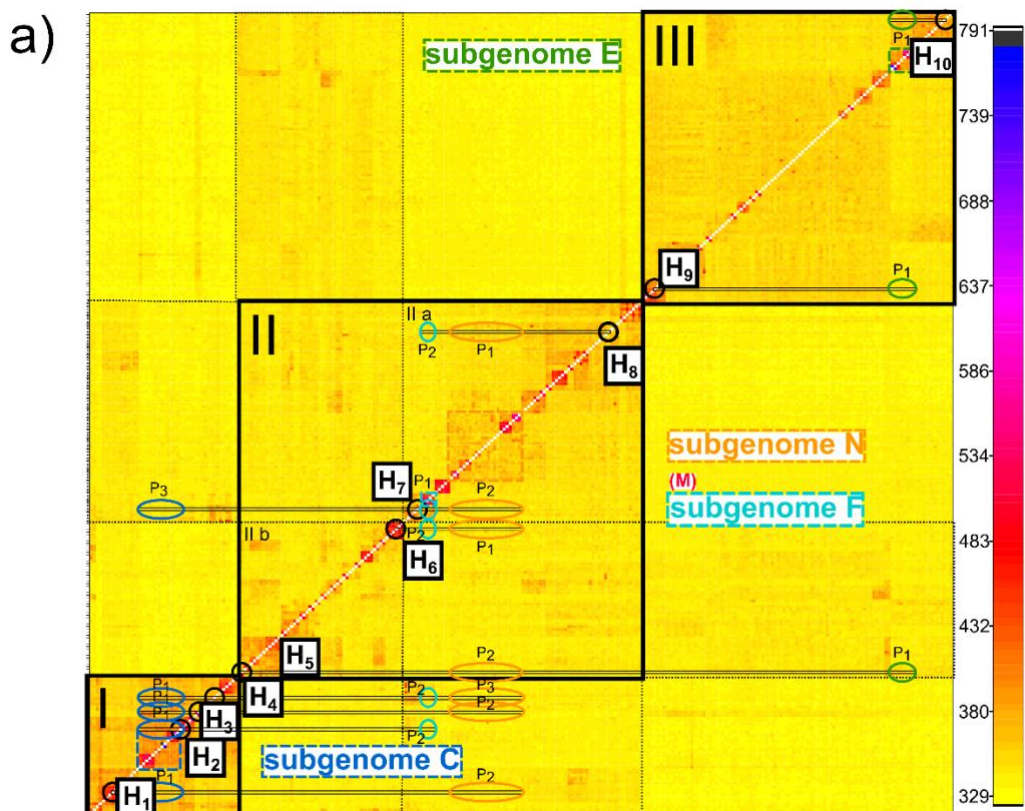 a)
subgenome E
III
P₁
H₁₀
791
739
688
637
586
534
483
432
380
329
H₉
P₁
II
II a
P₂
P₁
H₈
subgenome N
(M)
subgenome F
H₇
P₁
P₃
P₂
II b
P₂
P₁
H₆
H₅
P₂
P₁
I
P₁
P₁
P₁
P₂
P₃
P₂
H₄
H₃
H₂
subgenome C
P₁
P₂
H₁